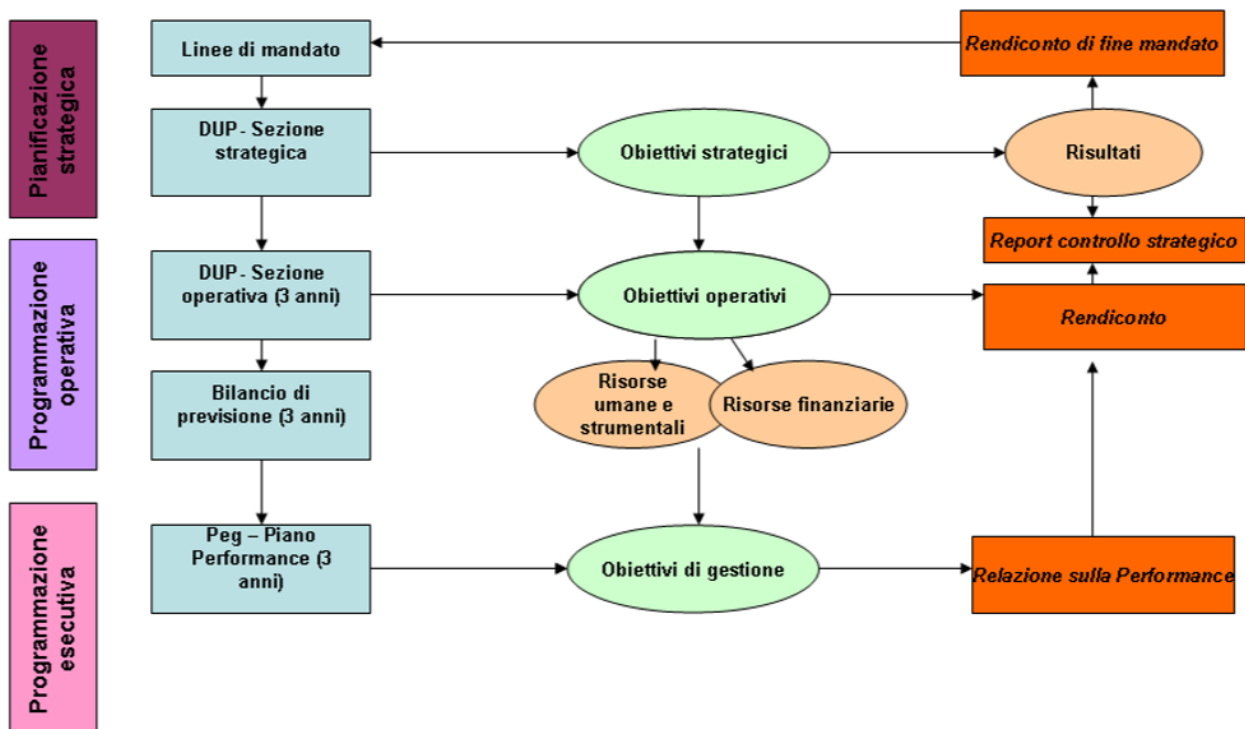 Pianificazione
strategica
Linee di mandato
Rendiconto di fine mandato
DUP - Sezione
strategica
Obiettivi strategici
Risultati
Report controllo strategico
Programmazione
operativa
DUP - Sezione
operativa (3 anni)
Obiettivi operativi
Rendiconto
Bilancio di
previsione (3 anni)
Risorse
umane e
strumentali
Risorse finanziarie
Programmazione
esecutiva
Peg – Piano
Performance (3
anni)
Obiettivi di gestione
Relazione sulla Performance